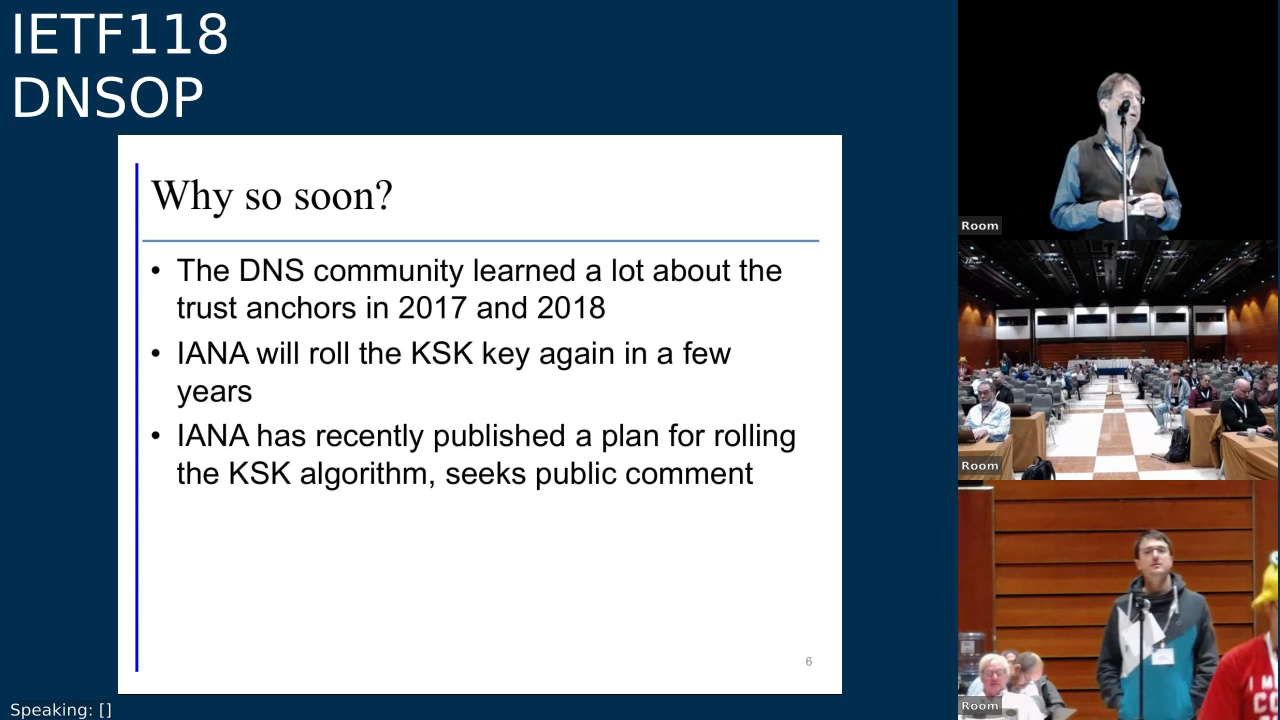 IETF118
DNSOP
Why so soon?
• The DNS community learned a lot about the
trust anchors in 2017 and 2018
• IANA will roll the KSK key again in a few
years
• IANA has recently published a plan for rolling
the KSK algorithm, seeks public comment
6
Speaking: []
Room
Room
Room
I M
CO